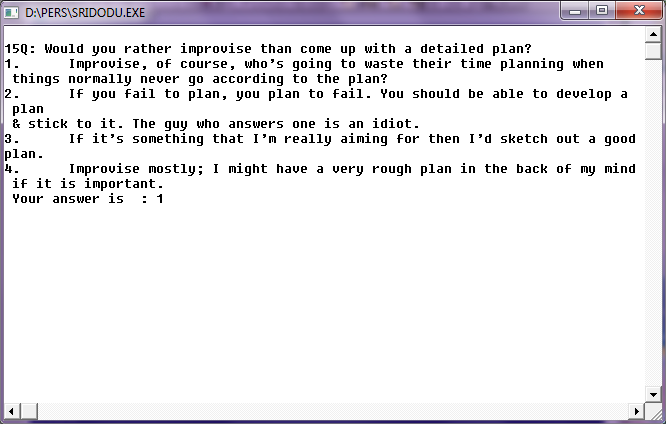 D:\PERS\SRIDODU.EXE
15Q: Would you rather improvise than come up with a detailed plan?
1. Improvise, of course, who's going to waste their time planning when
things normally never go according to the plan?
2. If you fail to plan, you plan to fail. You should be able to develop a
plan
& stick to it. The guy who answers one is an idiot.
3. If it's something that I'm really aiming for then I'd sketch out a good
plan.
4. Improvise mostly; I might have a very rough plan in the back of my mind
if it is important.
Your answer is : 1